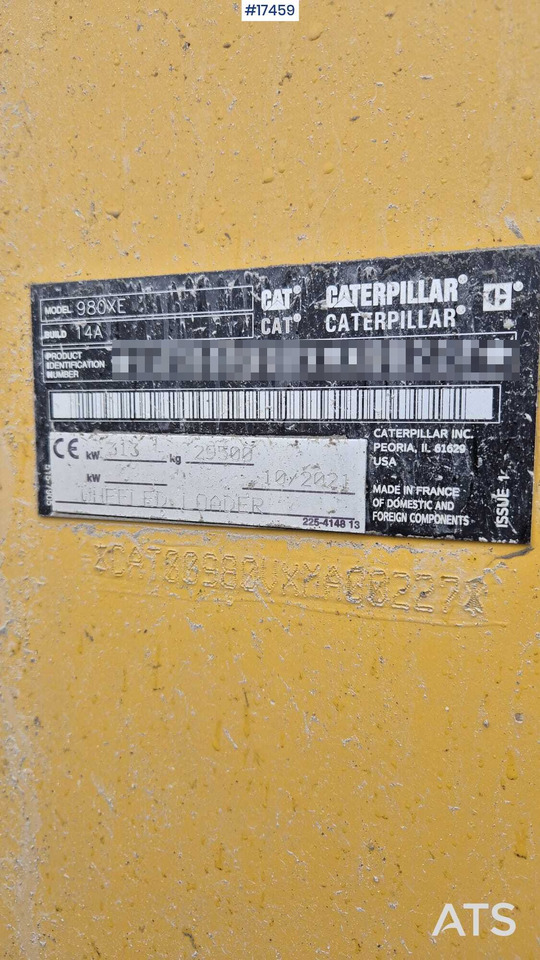 #17459
MODEL 980XE
CAT® CATERPILLAR®
BUILD 14A
CAT® CATERPILLAR®
PRODUCT IDENTIFICATION NUMBER
CE kW 313 kg 29500
kW 10/2021
WHEELED LOADER
225-4148 13
CATERPILLAR INC.
PEORIA, IL 61629
USA
MADE IN FRANCE
OF DOMESTIC AND
FOREIGN COMPONENTS
ISSUE 1
ATS